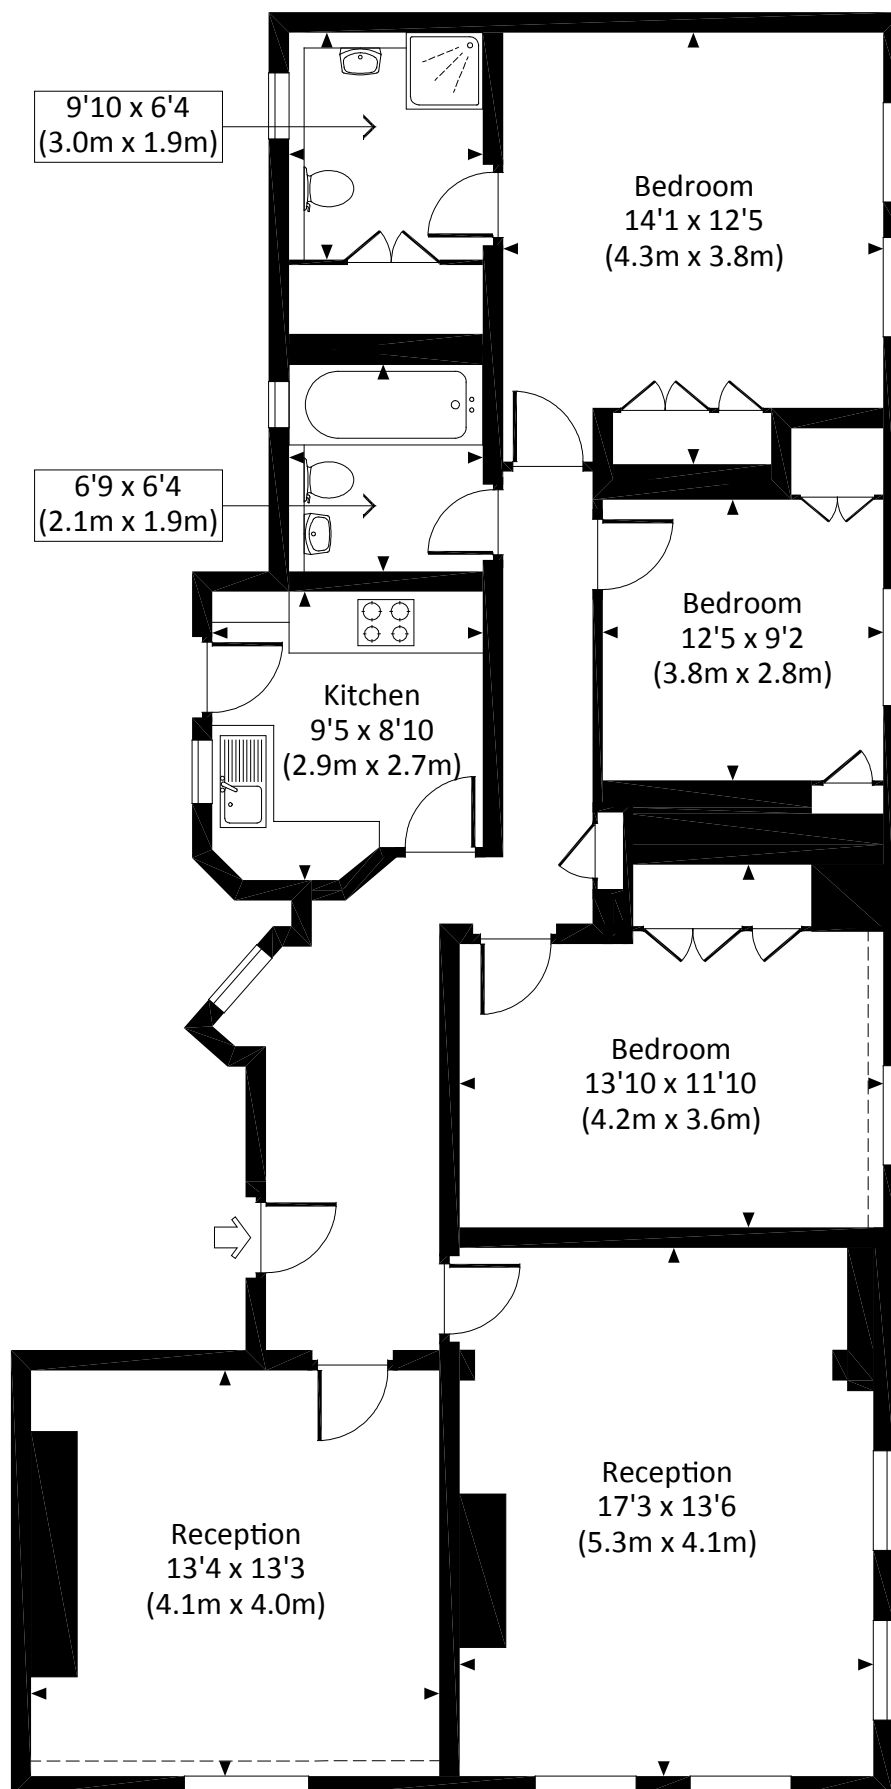 9'10 x 6'4
(3.0m x 1.9m)
Bedroom
14'1 x 12'5
(4.3m x 3.8m)
6'9 x 6'4
(2.1m x 1.9m)
Bedroom
12'5 x 9'2
(3.8m x 2.8m)
Kitchen
9'5 x 8'10
(2.9m x 2.7m)
Bedroom
13'10 x 11'10
(4.2m x 3.6m)
Reception
17'3 x 13'6
(5.3m x 4.1m)
Reception
13'4 x 13'3
(4.1m x 4.0m)